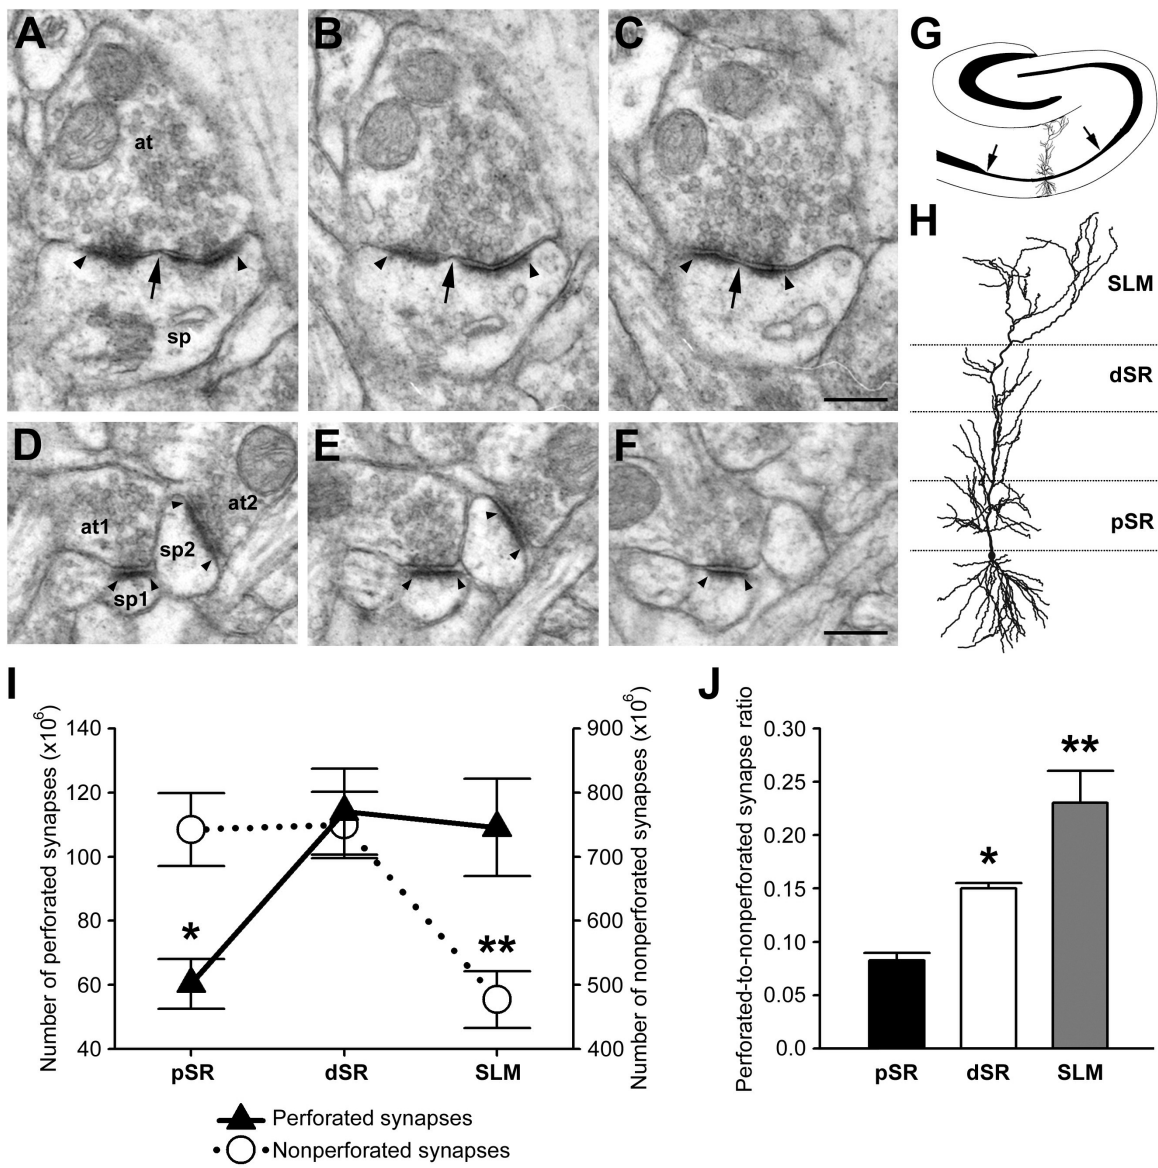 A
B
C
G
at
sp
H
SLM
dSR
pSR
D
E
F
at1
at2
sp2
sp1
I
J
Number of perforated synapses (x10⁶)
140
120
100
80
60
40
Number of nonperforated synapses (x10⁶)
900
800
700
600
500
400
*
**
pSR dSR SLM
Perforated synapses
Nonperforated synapses
Perforated-to-nonperforated synapse ratio
0.30
0.25
0.20
0.15
0.10
0.05
0.0
*
**
pSR dSR SLM